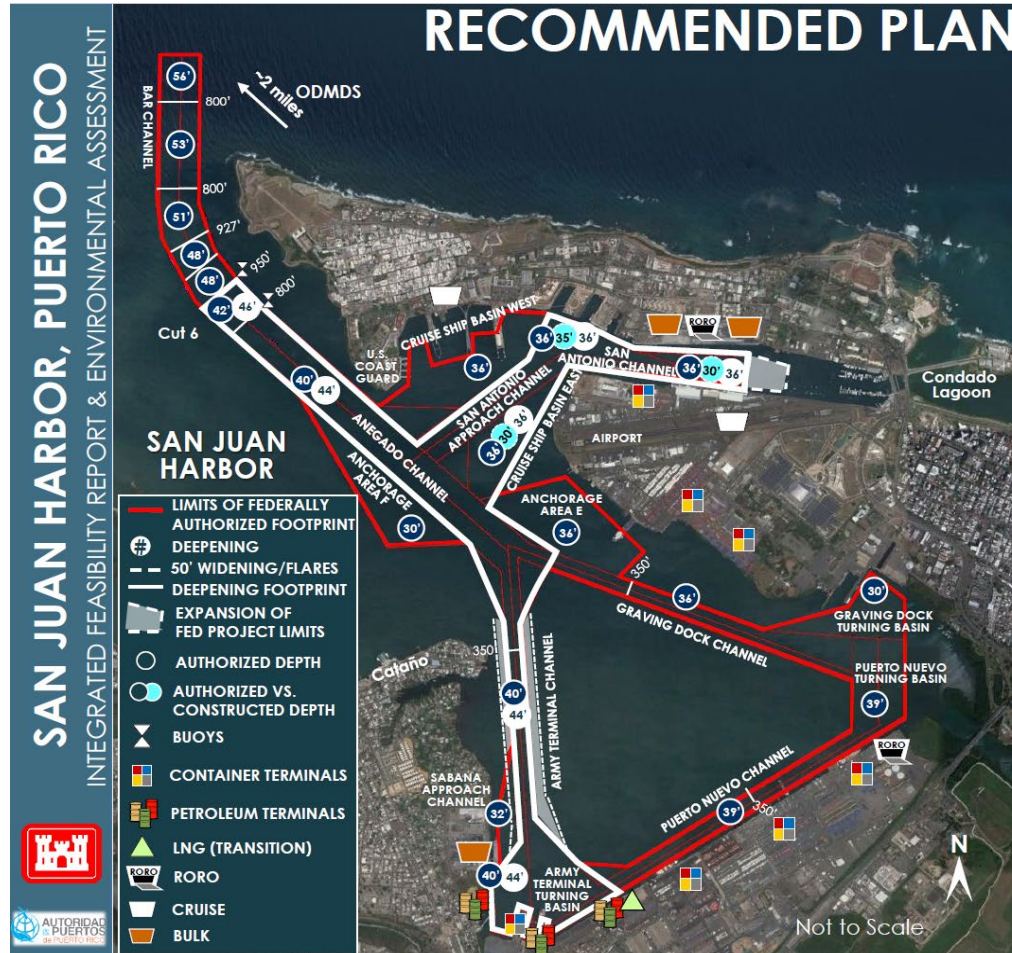 RECOMMENDED PLAN
SAN JUAN HARBOR, PUERTO RICO
INTEGRATED FEASIBILITY REPORT & ENVIRONMENTAL ASSESSMENT
AUTORIDAD
DE PUERTOS
de PUERTO RICO
56'
BAR CHANNEL
800'
~2 miles
ODMDS
53'
800'
51'
927'
48'
950'
48'
800'
42'
46'
Cut 6
CRUISE SHIP BASIN WEST
U.S.
COAST
GUARD
36'
36'
35'
36'
RORO
SAN
ANTONIO CHANNEL
36'
30'
36'
Condado
Lagoon
40'
44'
SAN ANTONIO
APPROACH CHANNEL
36'
30'
36'
CRUISE SHIP BASIN EAST
AIRPORT
ANEGADO CHANNEL
SAN JUAN
HARBOR
ANCHORAGE
AREA F
30'
ANCHORAGE
AREA E
36'
350'
36'
GRAVING DOCK CHANNEL
30'
GRAVING DOCK
TURNING BASIN
PUERTO NUEVO
TURNING BASIN
39'
RORO
Cataño
350'
40'
44'
ARMY TERMINAL CHANNEL
SABANA
APPROACH
CHANNEL
32'
PUERTO NUEVO CHANNEL
39'
350'
40'
44'
ARMY
TERMINAL
TURNING
BASIN
N
Not to Scale
LIMITS OF FEDERALLY
AUTHORIZED FOOTPRINT
# DEEPENING
50' WIDENING/FLARES
DEEPENING FOOTPRINT
EXPANSION OF
FED PROJECT LIMITS
AUTHORIZED DEPTH
AUTHORIZED VS.
CONSTRUCTED DEPTH
BUOYS
CONTAINER TERMINALS
PETROLEUM TERMINALS
LNG (TRANSITION)
RORO RORO
CRUISE
BULK